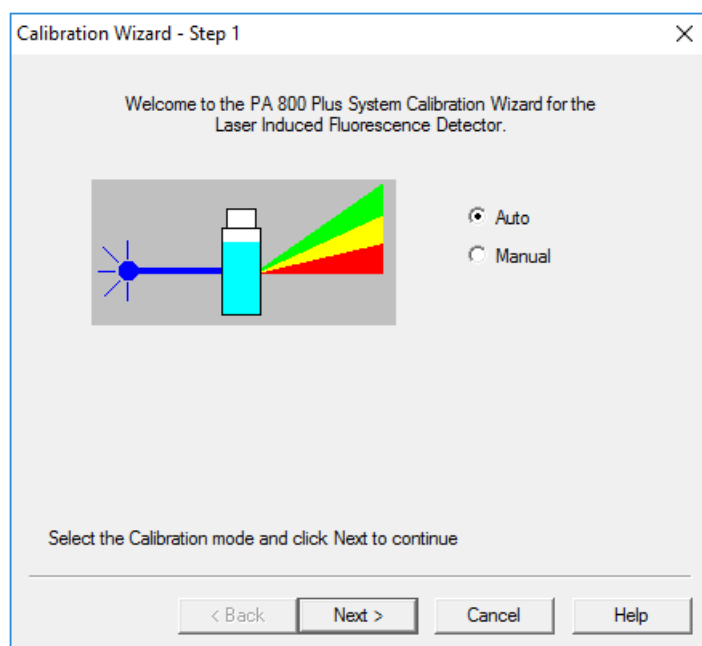 Calibration Wizard - Step 1
Welcome to the PA 800 Plus System Calibration Wizard for the
Laser Induced Fluorescence Detector.
Auto
Manual
Select the Calibration mode and click Next to continue
< Back
Next >
Cancel
Help